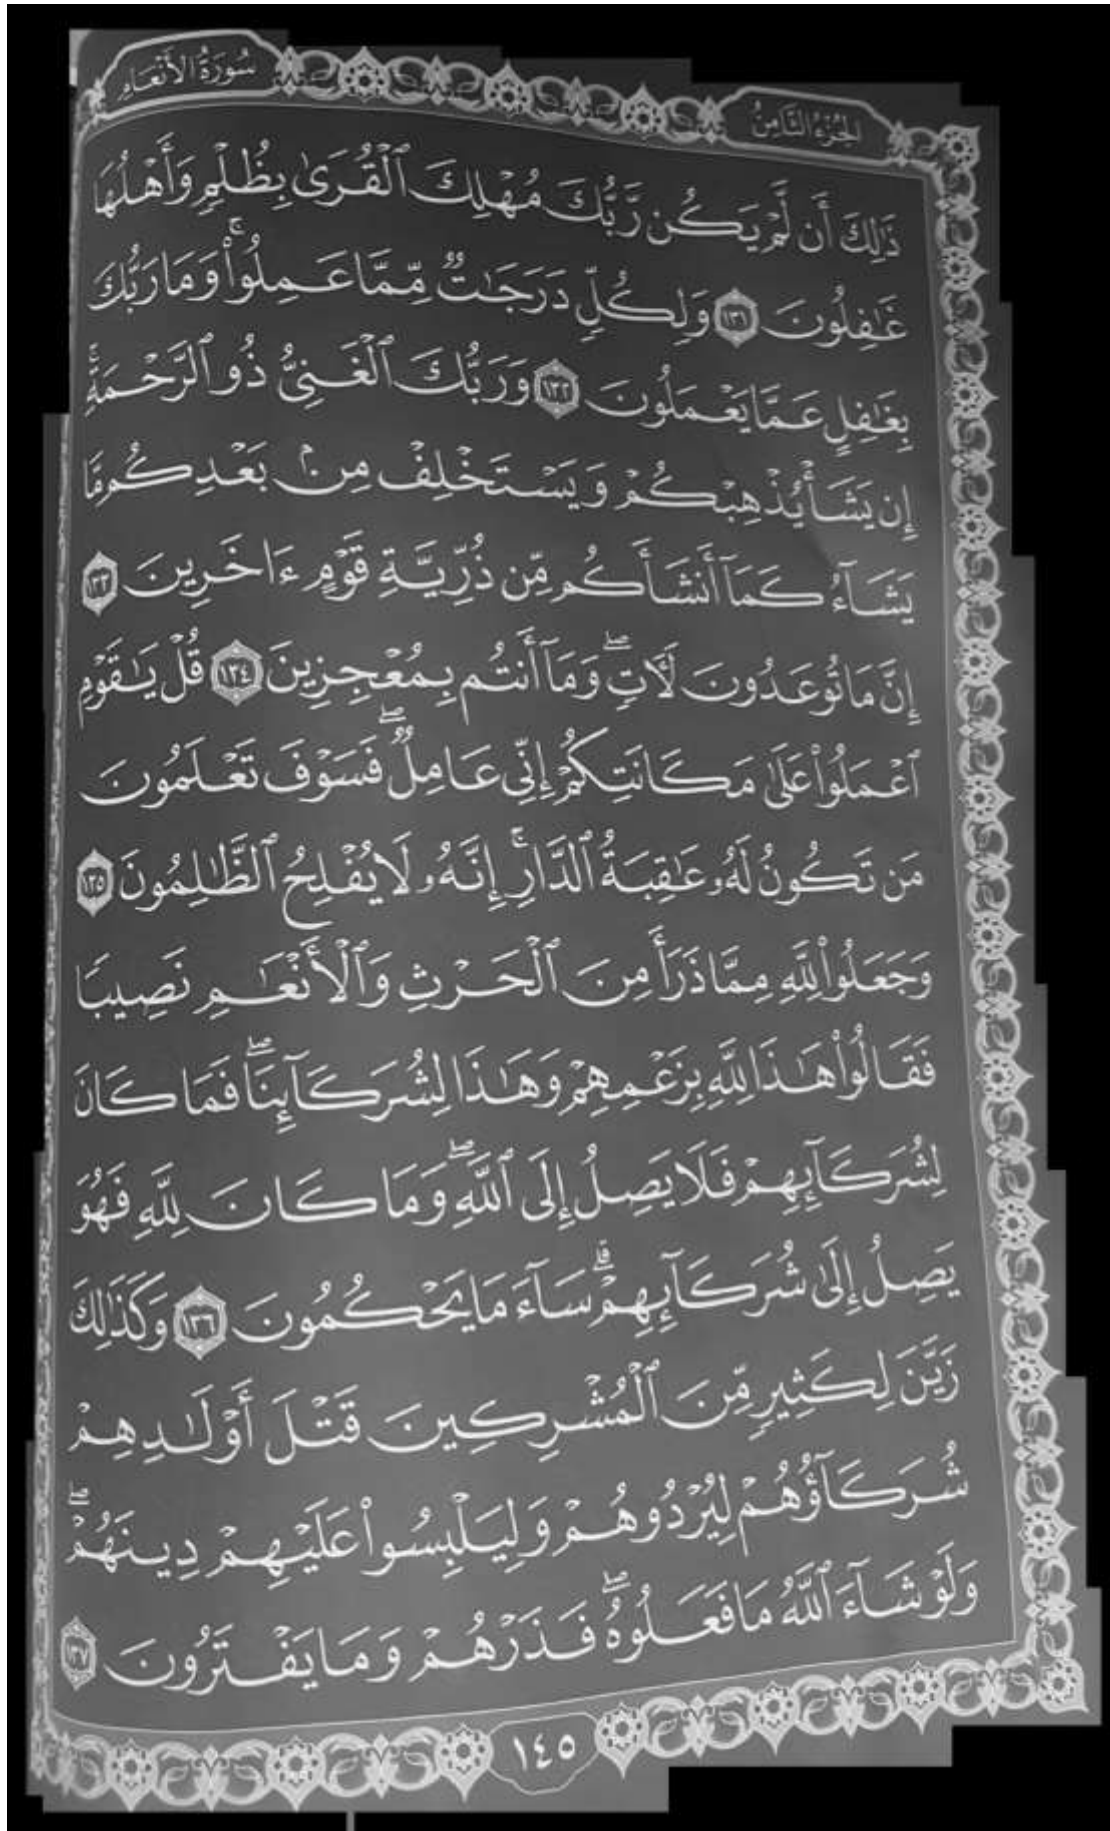 الجُزْءُ الثَّامِنُ
سُورَةُ الأَنْعَامِ
ذَٰلِكَ أَن لَّمْ يَكُن رَّبُّكَ مُهْلِكَ ٱلْقُرَىٰ بِظُلْمٍ وَأَهْلُهَا
غَٰفِلُونَ ١٣١ وَلِكُلٍّ دَرَجَٰتٌ مِّمَّا عَمِلُوا۟ ۚ وَمَا رَبُّكَ
بِغَٰفِلٍ عَمَّا يَعْمَلُونَ ١٣٢ وَرَبُّكَ ٱلْغَنِىُّ ذُو ٱلرَّحْمَةِ ۚ
إِن يَشَأْ يُذْهِبْكُمْ وَيَسْتَخْلِفْ مِنۢ بَعْدِكُم مَّا
يَشَآءُ كَمَآ أَنشَأَكُم مِّن ذُرِّيَّةِ قَوْمٍ ءَاخَرِينَ ١٣٣
إِنَّ مَا تُوعَدُونَ لَـَٔاتٍ ۖ وَمَآ أَنتُم بِمُعْجِزِينَ ١٣٤ قُلْ يَٰقَوْمِ
ٱعْمَلُوا۟ عَلَىٰ مَكَانَتِكُمْ إِنِّى عَامِلٌ ۖ فَسَوْفَ تَعْلَمُونَ
مَن تَكُونُ لَهُۥ عَٰقِبَةُ ٱلدَّارِ ۗ إِنَّهُۥ لَا يُفْلِحُ ٱلظَّٰلِمُونَ ١٣٥
وَجَعَلُوا۟ لِلَّهِ مِمَّا ذَرَأَ مِنَ ٱلْحَرْثِ وَٱلْأَنْعَٰمِ نَصِيبًا
فَقَالُوا۟ هَٰذَا لِلَّهِ بِزَعْمِهِمْ وَهَٰذَا لِشُرَكَآئِنَا ۖ فَمَا كَانَ
لِشُرَكَآئِهِمْ فَلَا يَصِلُ إِلَى ٱللَّهِ ۖ وَمَا كَانَ لِلَّهِ فَهُوَ
يَصِلُ إِلَىٰ شُرَكَآئِهِمْ ۗ سَآءَ مَا يَحْكُمُونَ ١٣٦ وَكَذَٰلِكَ
زَيَّنَ لِكَثِيرٍ مِّنَ ٱلْمُشْرِكِينَ قَتْلَ أَوْلَٰدِهِمْ
شُرَكَآؤُهُمْ لِيُرْدُوهُمْ وَلِيَلْبِسُوا۟ عَلَيْهِمْ دِينَهُمْ ۖ
وَلَوْ شَآءَ ٱللَّهُ مَا فَعَلُوهُ ۖ فَذَرْهُمْ وَمَا يَفْتَرُونَ ١٣٧
١٤٥